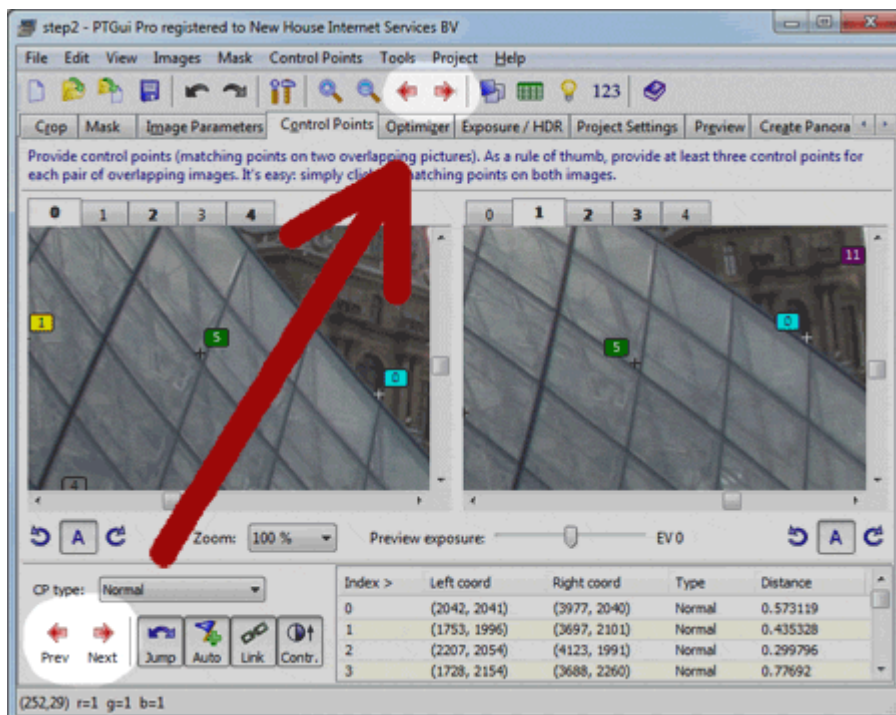 step2 - PTGui Pro registered to New House Internet Services BV
File Edit View Images Mask Control Points Tools Project Help
123
Crop Mask Image Parameters Control Points Optimizer Exposure / HDR Project Settings Preview Create Panora
Provide control points (matching points on two overlapping pictures). As a rule of thumb, provide at least three control points for
each pair of overlapping images. It's easy: simply click matching points on both images.
0 1 2 3 4 0 1 2 3 4
11
1 0
5 5
0
4
A Zoom: 100 % Preview exposure: EV 0 A
CP type: Normal
Index > Left coord Right coord Type Distance
0 (2042, 2041) (3977, 2040) Normal 0.573119
1 (1753, 1996) (3697, 2101) Normal 0.435328
2 (2207, 2054) (4123, 1991) Normal 0.299796
3 (1728, 2154) (3688, 2260) Normal 0.77692
Prev Next Jump Auto Link Contr.
(252,29) r=1 g=1 b=1